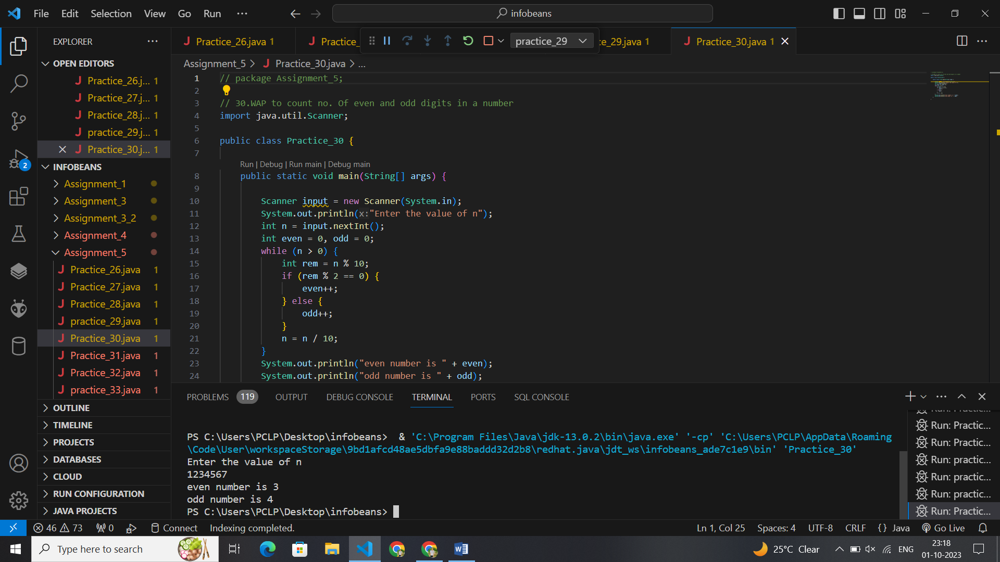 File Edit Selection View Go Run ···
infobeans
EXPLORER ···
OPEN EDITORS
Practice_26.j... 1
Practice_27.j... 1
Practice_28.j... 1
practice_29.j... 1
Practice_30.j... 1
INFOBEANS
Assignment_1
Assignment_3
Assignment_3_2
Assignment_4
Assignment_5
Practice_26.java 1
Practice_27.java 1
Practice_28.java 1
practice_29.java 1
Practice_30.java 1
Practice_31.java 1
Practice_32.java 1
practice_33.java 1
OUTLINE
TIMELINE
PROJECTS
DATABASES
CLOUD
RUN CONFIGURATION
JAVA PROJECTS
2
Practice_26.java 1 Practice_ practice_29 ce_29.java 1 Practice_30.java 1
Assignment_5 > Practice_30.java > ...
1 // package Assignment_5;
2
3 // 30.WAP to count no. Of even and odd digits in a number
4 import java.util.Scanner;
5
6 public class Practice_30 {
7
Run | Debug | Run main | Debug main
8 public static void main(String[] args) {
9
10 Scanner input = new Scanner(System.in);
11 System.out.println(x:"Enter the value of n");
12 int n = input.nextInt();
13 int even = 0, odd = 0;
14 while (n > 0) {
15 int rem = n % 10;
16 if (rem % 2 == 0) {
17 even++;
18 } else {
19 odd++;
20 }
21 n = n / 10;
22 }
23 System.out.println("even number is " + even);
24 System.out.println("odd number is " + odd);
PROBLEMS 119 OUTPUT DEBUG CONSOLE TERMINAL PORTS SQL CONSOLE
PS C:\Users\PCLP\Desktop\infobeans>  & 'C:\Program Files\Java\jdk-13.0.2\bin\java.exe' '-cp' 'C:\Users\PCLP\AppData\Roaming
\Code\User\workspaceStorage\9bd1afcd48ae5dbfa9e88baddd32d2b8\redhat.java\jdt_ws\infobeans_ade7c1e9\bin' 'Practice_30'
Enter the value of n
1234567
even number is 3
odd number is 4
PS C:\Users\PCLP\Desktop\infobeans>
Run: Practic...
Run: Practic...
Run: practic...
Run: practic...
Run: practic...
Run: Practic...
46 73 0 Connect Indexing completed. Ln 1, Col 25 Spaces: 4 UTF-8 CRLF {} Java Go Live
Type here to search
25°C Clear ENG
23:18
01-10-2023